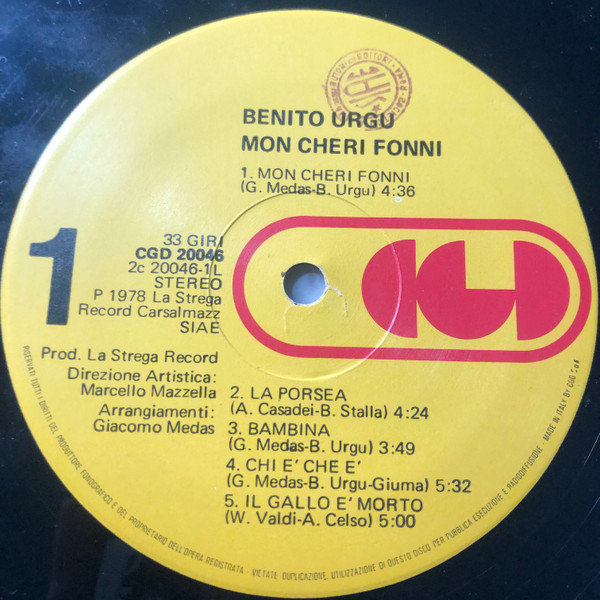 BENITO URGU
MON CHERI FONNI
1. MON CHERI FONNI
(G. Medas-B. Urgu) 4:36
1
33 GIRI
CGD 20046
2c 20046-1L
STEREO
P 1978 La Strega
Record Carsalmazz
SIAE
Prod. La Strega Record
Direzione Artistica:
Marcello Mazzella
Arrangiamenti:
Giacomo Medas
2. LA PORSEA
(A. Casadei-B. Stalla) 4:24
3. BAMBINA
(G. Medas-B. Urgu) 3:49
4. CHI E' CHE E'
(G. Medas-B. Urgu-Giuma) 5:32
5. IL GALLO E' MORTO
(W. Valdi-A. Celso) 5:00
RISERVATI TUTTI I DIRITTI DEL PRODUTTORE FONOGRAFICO E DEL PROPRIETARIO DELL'OPERA REGISTRATA - VIETATE DUPLICAZIONE, UTILIZZAZIONE DI QUESTO DISCO PER PUBBLICA ESECUZIONE E RADIODIFFUSIONE - MADE IN ITALY BY CGD
SIAE